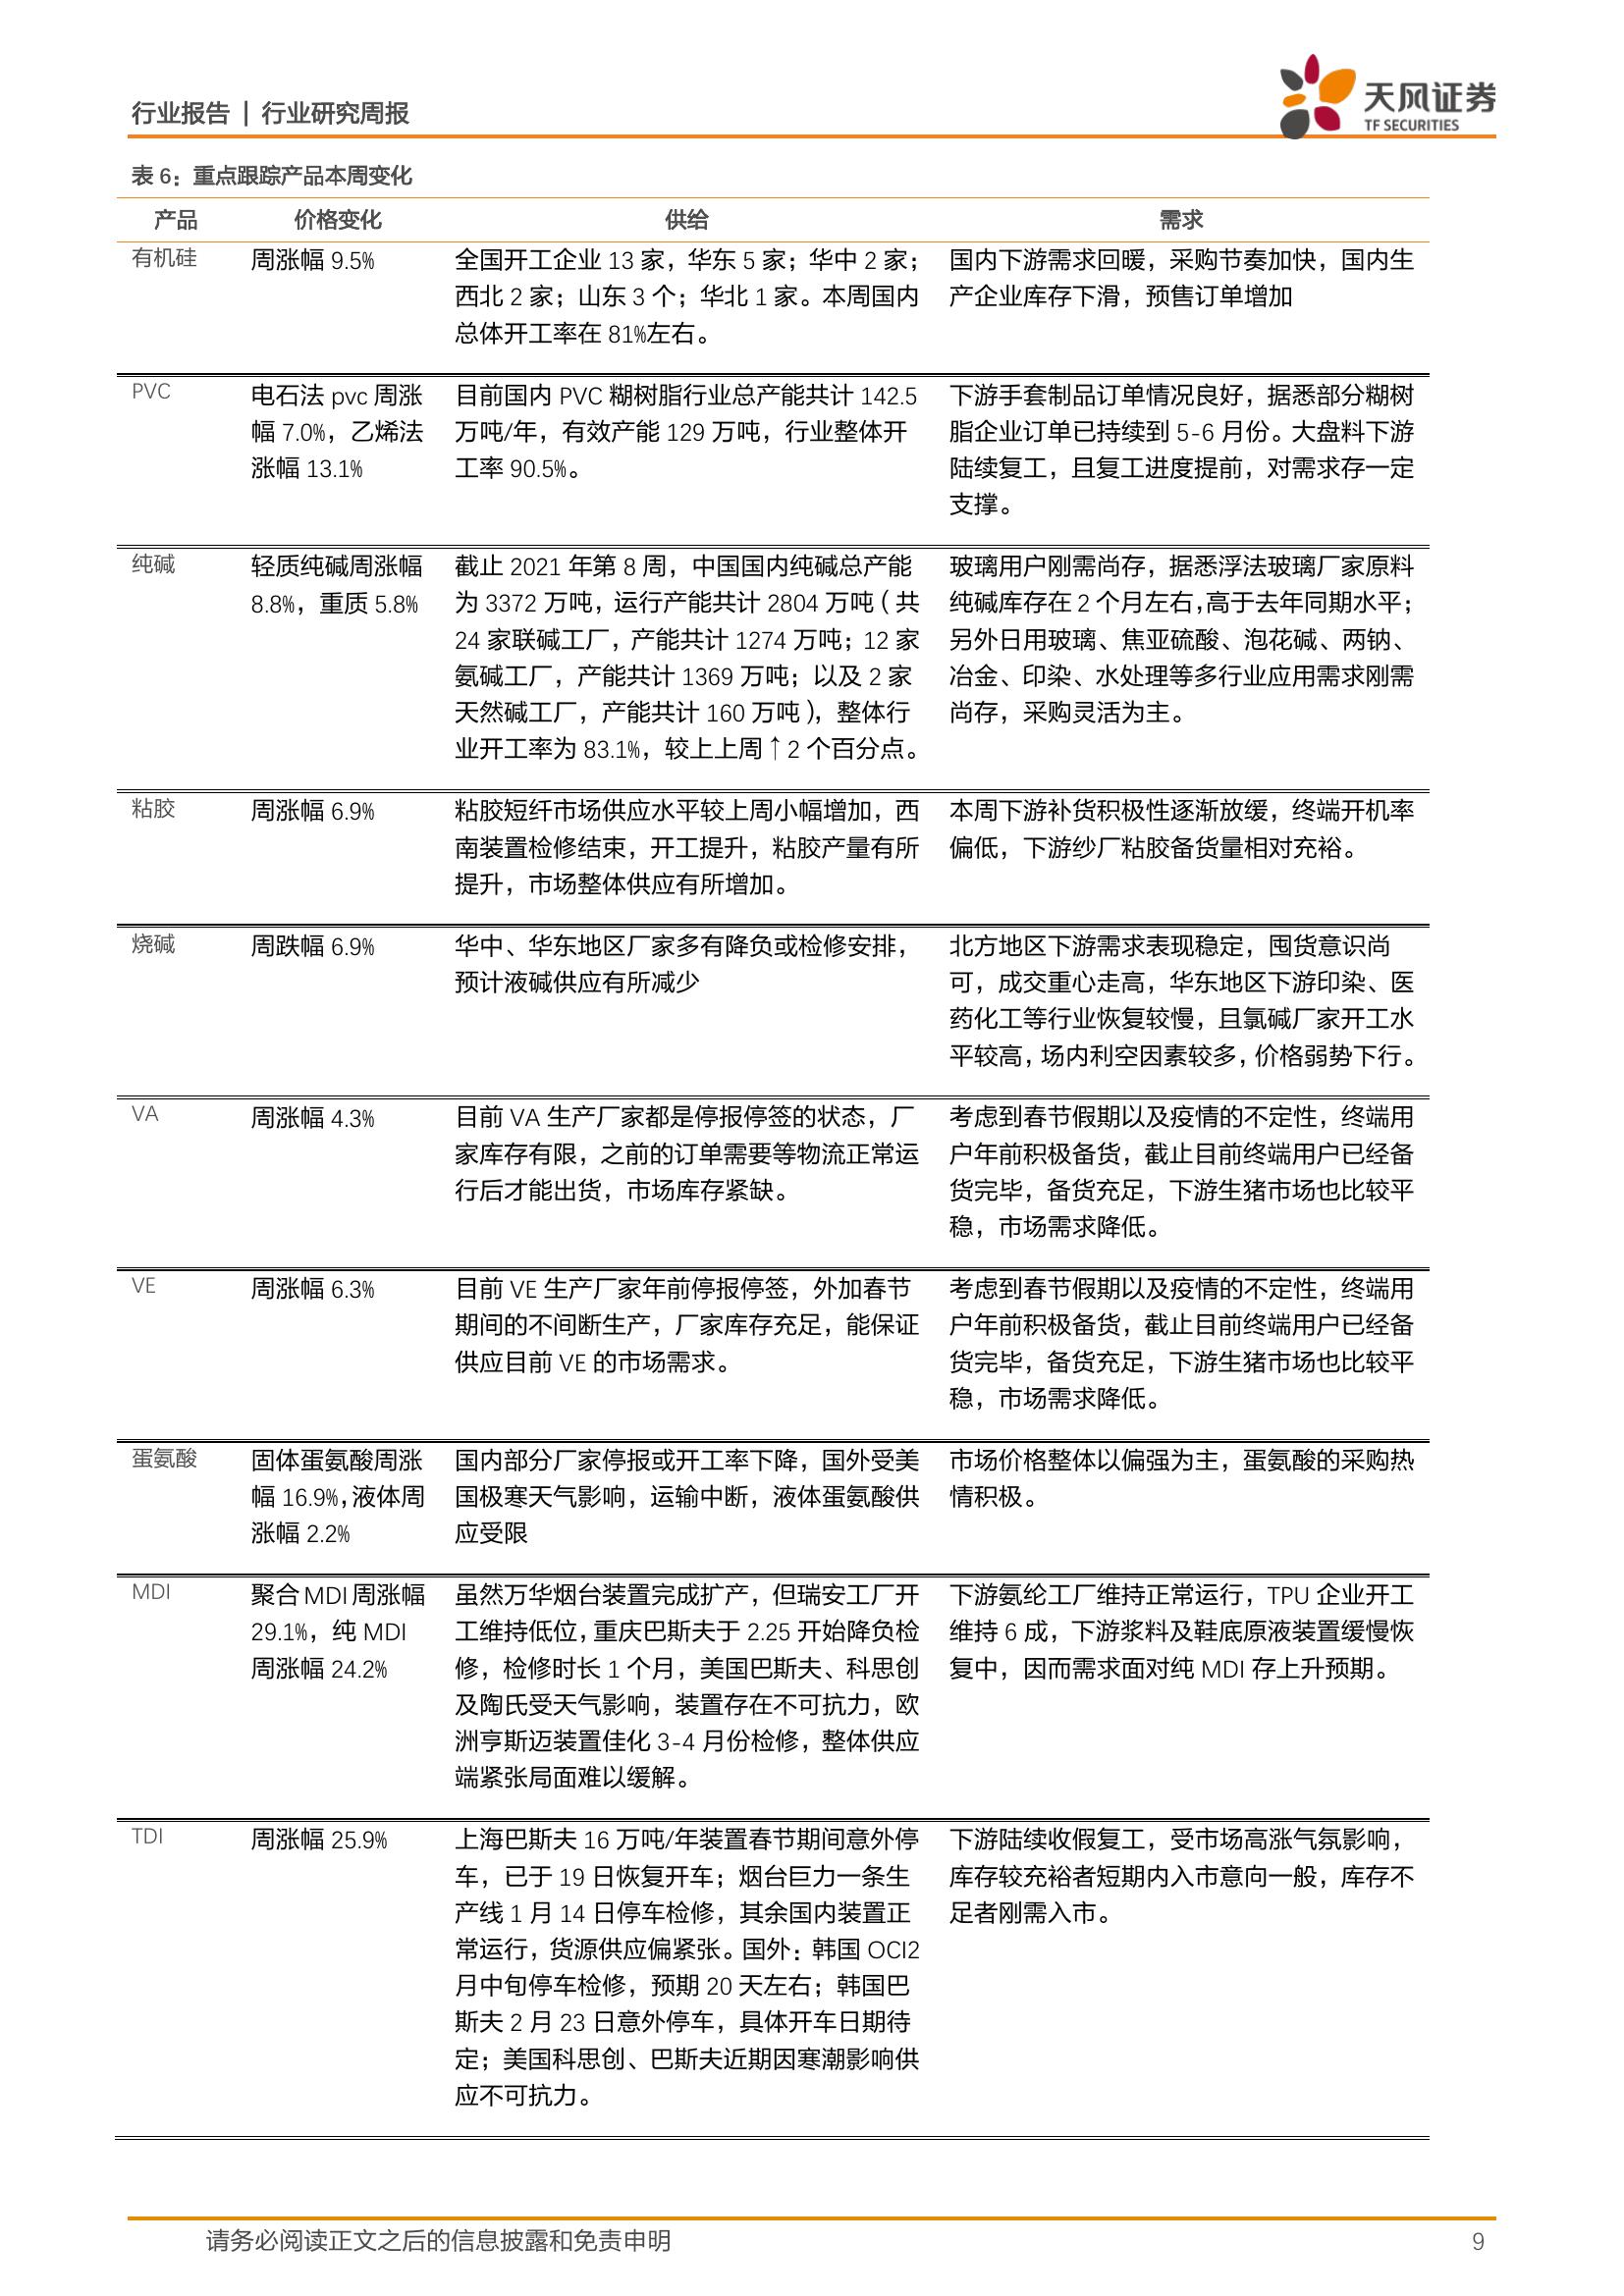 行业报告 | 行业研究周报
天风证券
TF SECURITIES
表 6：重点跟踪产品本周变化
产品 价格变化 供给 需求
有机硅
周涨幅 9.5%
全国开工企业 13 家，华东 5 家；华中 2 家；
西北 2 家；山东 3 个；华北 1 家。本周国内
总体开工率在 81%左右。
国内下游需求回暖，采购节奏加快，国内生
产企业库存下滑，预售订单增加
PVC
电石法 pvc 周涨
幅 7.0%，乙烯法
涨幅 13.1%
目前国内 PVC 糊树脂行业总产能共计 142.5
万吨/年，有效产能 129 万吨，行业整体开
工率 90.5%。
下游手套制品订单情况良好，据悉部分糊树
脂企业订单已持续到 5-6 月份。大盘料下游
陆续复工，且复工进度提前，对需求存一定
支撑。
纯碱
轻质纯碱周涨幅
8.8%，重质 5.8%
截止 2021 年第 8 周，中国国内纯碱总产能
为 3372 万吨，运行产能共计 2804 万吨（共
24 家联碱工厂，产能共计 1274 万吨；12 家
氨碱工厂，产能共计 1369 万吨；以及 2 家
天然碱工厂，产能共计 160 万吨），整体行
业开工率为 83.1%，较上上周↑2 个百分点。
玻璃用户刚需尚存，据悉浮法玻璃厂家原料
纯碱库存在 2 个月左右，高于去年同期水平；
另外日用玻璃、焦亚硫酸、泡花碱、两钠、
冶金、印染、水处理等多行业应用需求刚需
尚存，采购灵活为主。
粘胶
周涨幅 6.9%
粘胶短纤市场供应水平较上周小幅增加，西
南装置检修结束，开工提升，粘胶产量有所
提升，市场整体供应有所增加。
本周下游补货积极性逐渐放缓，终端开机率
偏低，下游纱厂粘胶备货量相对充裕。
烧碱
周跌幅 6.9%
华中、华东地区厂家多有降负或检修安排，
预计液碱供应有所减少
北方地区下游需求表现稳定，囤货意识尚
可，成交重心走高，华东地区下游印染、医
药化工等行业恢复较慢，且氯碱厂家开工水
平较高，场内利空因素较多，价格弱势下行。
VA
周涨幅 4.3%
目前 VA 生产厂家都是停报停签的状态，厂
家库存有限，之前的订单需要等物流正常运
行后才能出货，市场库存紧缺。
考虑到春节假期以及疫情的不定性，终端用
户年前积极备货，截止目前终端用户已经备
货完毕，备货充足，下游生猪市场也比较平
稳，市场需求降低。
VE
周涨幅 6.3%
目前 VE 生产厂家年前停报停签，外加春节
期间的不间断生产，厂家库存充足，能保证
供应目前 VE 的市场需求。
考虑到春节假期以及疫情的不定性，终端用
户年前积极备货，截止目前终端用户已经备
货完毕，备货充足，下游生猪市场也比较平
稳，市场需求降低。
蛋氨酸
固体蛋氨酸周涨
幅 16.9%，液体周
涨幅 2.2%
国内部分厂家停报或开工率下降，国外受美
国极寒天气影响，运输中断，液体蛋氨酸供
应受限
市场价格整体以偏强为主，蛋氨酸的采购热
情积极。
MDI
聚合 MDI 周涨幅
29.1%，纯 MDI
周涨幅 24.2%
虽然万华烟台装置完成扩产，但瑞安工厂开
工维持低位，重庆巴斯夫于 2.25 开始降负检
修，检修时长 1 个月，美国巴斯夫、科思创
及陶氏受天气影响，装置存在不可抗力，欧
洲亨斯迈装置佳化 3-4 月份检修，整体供应
端紧张局面难以缓解。
下游氨纶工厂维持正常运行，TPU 企业开工
维持 6 成，下游浆料及鞋底原液装置缓慢恢
复中，因而需求面对纯 MDI 存上升预期。
TDI
周涨幅 25.9%
上海巴斯夫 16 万吨/年装置春节期间意外停
车，已于 19 日恢复开车；烟台巨力一条生
产线 1 月 14 日停车检修，其余国内装置正
常运行，货源供应偏紧张。国外：韩国 OCI2
月中旬停车检修，预期 20 天左右；韩国巴
斯夫 2 月 23 日意外停车，具体开车日期待
定；美国科思创、巴斯夫近期因寒潮影响供
应不可抗力。
下游陆续收假复工，受市场高涨气氛影响，
库存较充裕者短期内入市意向一般，库存不
足者刚需入市。
请务必阅读正文之后的信息披露和免责申明 9